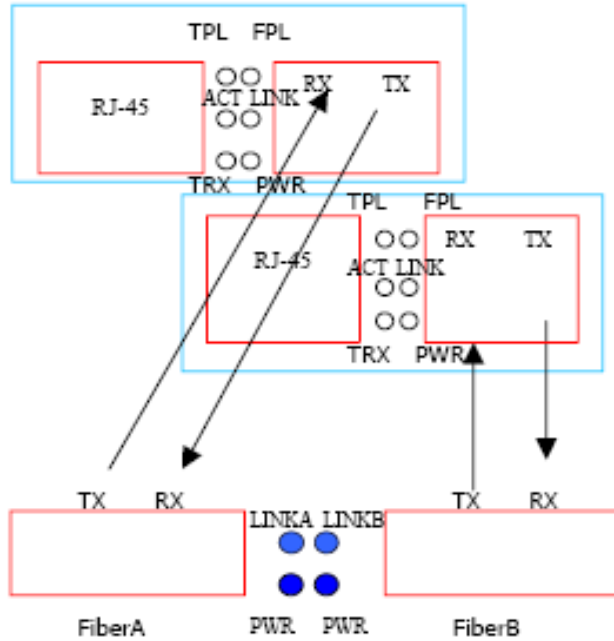 TPL FPL
RJ-45 RX TX
ACT LINK
TRX PWR
TPL FPL
RJ-45 RX TX
ACT LINK
TRX PWR
TX RX TX RX
LINKA LINKB
FiberA PWR PWR FiberB